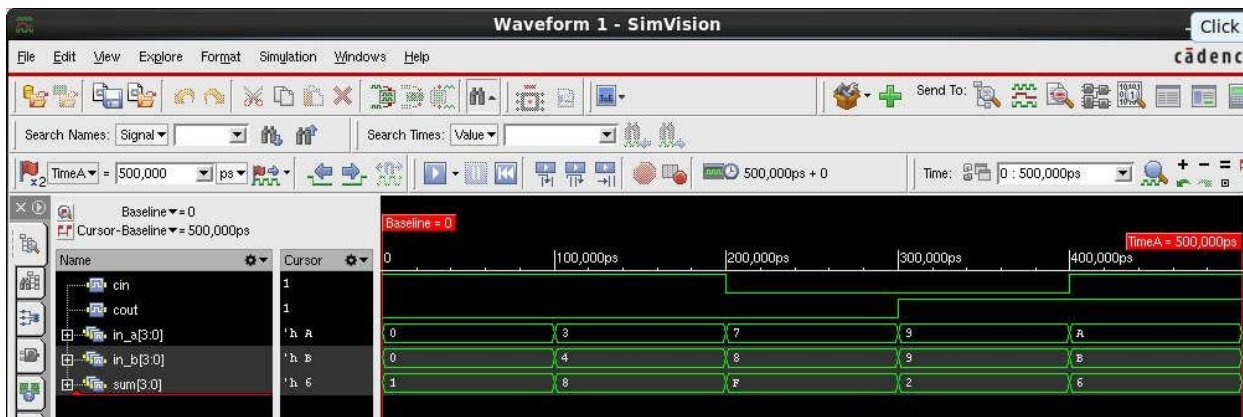 Waveform 1 - SimVision
Click
File Edit View Explore Format Simulation Windows Help
cādenc
Send To:
Search Names: Signal Search Times: Value
x2 TimeA = 500,000 ps 500,000ps + 0 Time: 0 : 500,000ps
Baseline = 0
Cursor-Baseline = 500,000ps
Baseline = 0
TimeA = 500,000ps
Name Cursor 0 100,000ps 200,000ps 300,000ps 400,000ps
cin 1
cout 1
in_a[3:0] 'h A 0 3 7 9 A
in_b[3:0] 'h B 0 4 8 9 B
sum[3:0] 'h 6 1 8 F 2 6